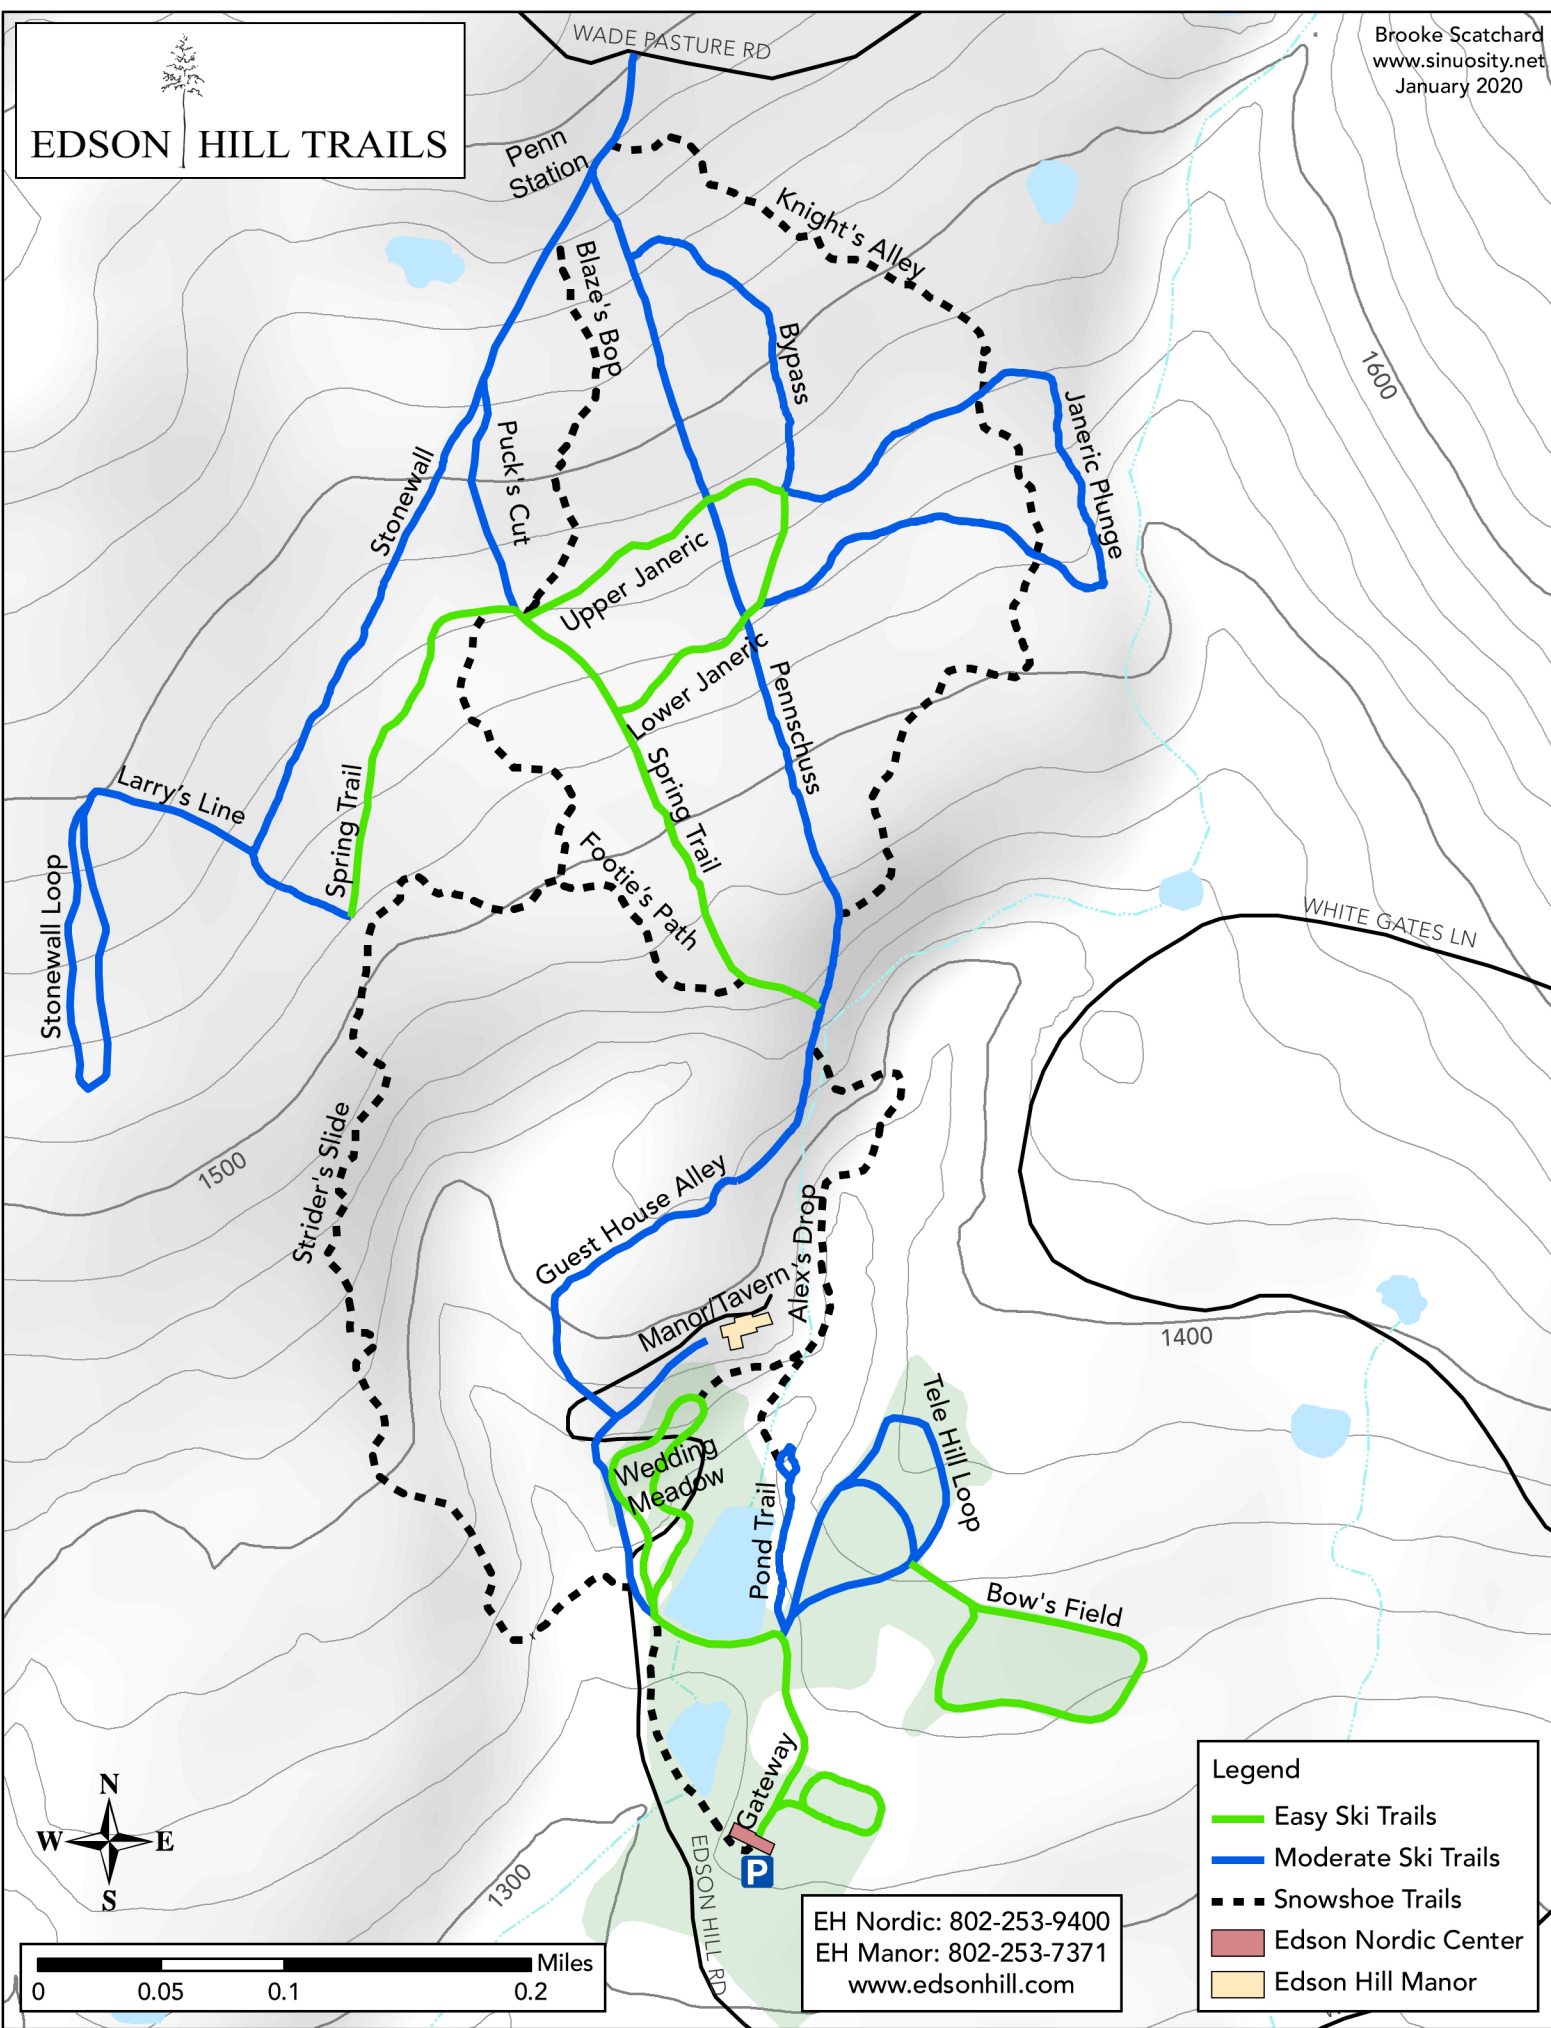 WADE PASTURE RD
Brooke Scatchard
www.sinuosity.net
January 2020
EDSON HILL TRAILS
Penn
Station
Knight's Alley
Blaze's Bop
Bypass
1600
Puck's Cut
Stonewall
Janeric Plunge
Upper Janeric
Lower Janeric
Pennschuss
Larry's Line
Spring Trail
Spring Trail
Footie's Path
Stonewall Loop
WHITE GATES LN
1500
Strider's Slide
Guest House Alley
Alex's Drop
Manor/Tavern
1400
Tele Hill Loop
Wedding
Meadow
Pond Trail
Bow's Field
Gateway
P
EDSON HILL RD
1300
N
W E
S
Legend
Easy Ski Trails
Moderate Ski Trails
Snowshoe Trails
Edson Nordic Center
Edson Hill Manor
EH Nordic: 802-253-9400
EH Manor: 802-253-7371
www.edsonhill.com
Miles
0 0.05 0.1 0.2